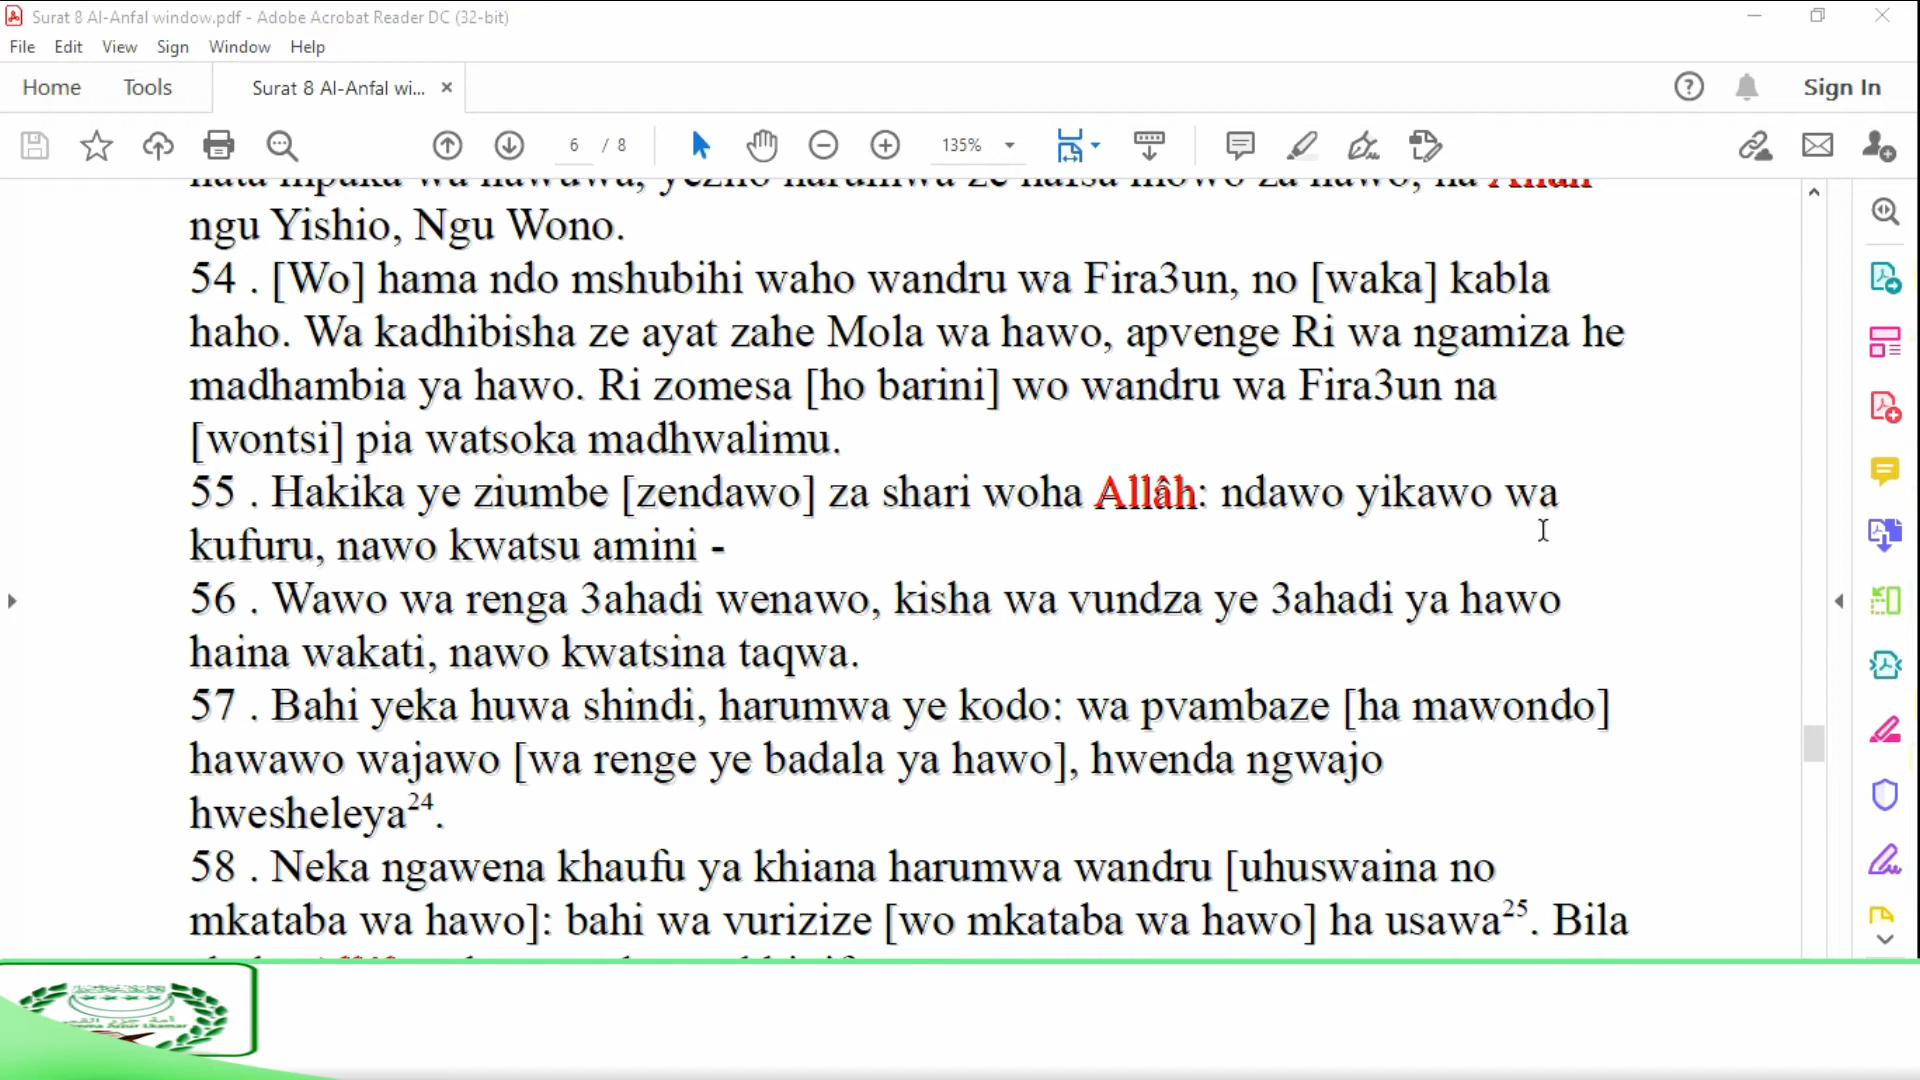 Surat 8 Al-Anfal window.pdf - Adobe Acrobat Reader DC (32-bit)
File Edit View Sign Window Help
Home Tools Surat 8 Al-Anfal wi... × Sign In
6 / 8 135%
ngu Yishio, Ngu Wono.
54 . [Wo] hama ndo mshubihi waho wandru wa Fira3un, no [waka] kabla
haho. Wa kadhibisha ze ayat zahe Mola wa hawo, apvenge Ri wa ngamiza he
madhambia ya hawo. Ri zomesa [ho barini] wo wandru wa Fira3un na
[wontsi] pia watsoka madhwalimu.
55 . Hakika ye ziumbe [zendawo] za shari woha Allâh: ndawo yikawo wa
kufuru, nawo kwatsu amini -
56 . Wawo wa renga 3ahadi wenawo, kisha wa vundza ye 3ahadi ya hawo
haina wakati, nawo kwatsina taqwa.
57 . Bahi yeka huwa shindi, harumwa ye kodo: wa pvambaze [ha mawondo]
hawawo wajawo [wa renge ye badala ya hawo], hwenda ngwajo
hwesheleya24.
58 . Neka ngawena khaufu ya khiana harumwa wandru [uhuswaina no
mkataba wa hawo]: bahi wa vurizize [wo mkataba wa hawo] ha usawa25. Bila